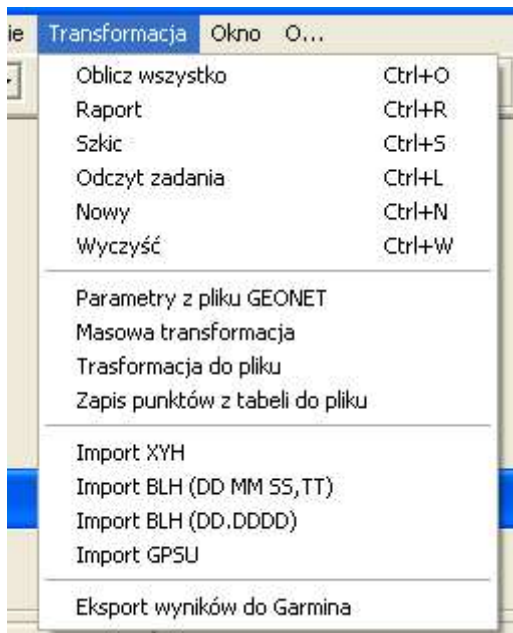 ie Transformacja Okno O...
Oblicz wszystko Ctrl+O
Raport Ctrl+R
Szkic Ctrl+S
Odczyt zadania Ctrl+L
Nowy Ctrl+N
Wyczyść Ctrl+W
Parametry z pliku GEONET
Masowa transformacja
Trasformacja do pliku
Zapis punktów z tabeli do pliku
Import XYH
Import BLH (DD MM SS,TT)
Import BLH (DD.DDDD)
Import GPSU
Eksport wyników do Garmina